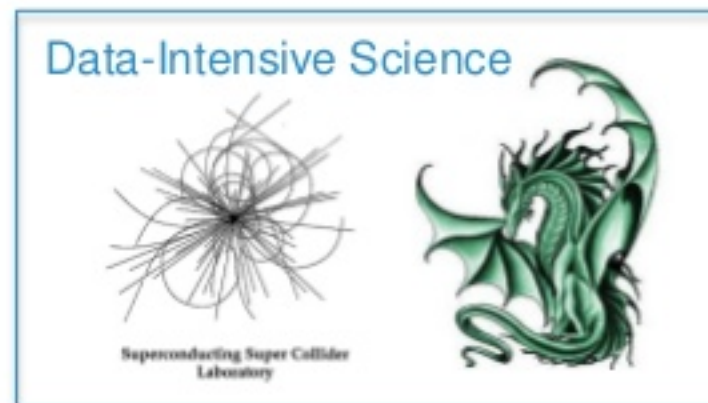 Data-Intensive Science
Superconducting Super Collider
Laboratory